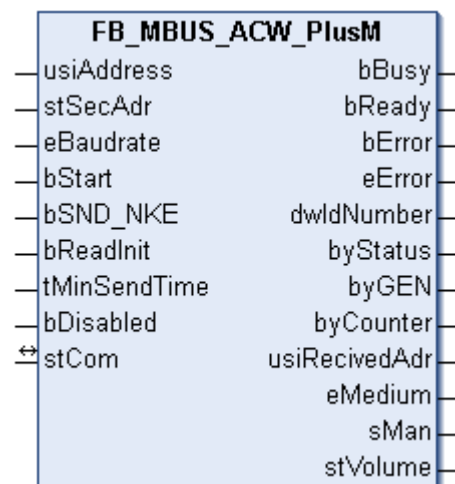 FB_MBUS_ACW_PlusM
usiAddress bBusy
stSecAdr bReady
eBaudrate bError
bStart eError
bSND_NKE dwIdNumber
bReadInit byStatus
tMinSendTime byGEN
bDisabled byCounter
stCom usiRecivedAdr
eMedium
sMan
stVolume